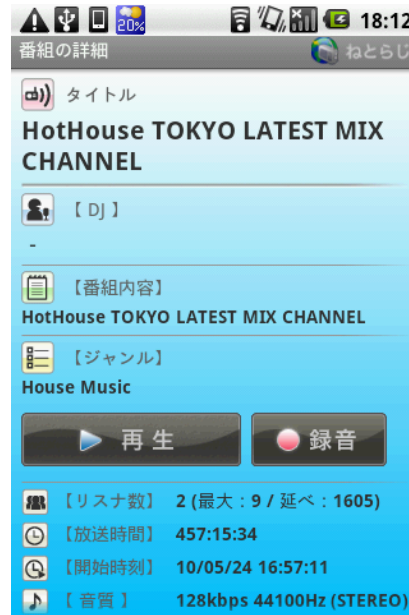 20%
18:12
番組の詳細
ねとらじ
タイトル
HotHouse TOKYO LATEST MIX
CHANNEL
【 DJ 】
-
【番組内容】
HotHouse TOKYO LATEST MIX CHANNEL
【ジャンル】
House Music
再生
録音
【リスナ数】 2 (最大：9 / 延べ：1605)
【放送時間】 457:15:34
【開始時刻】 10/05/24 16:57:11
【 音質 】 128kbps 44100Hz (STEREO)